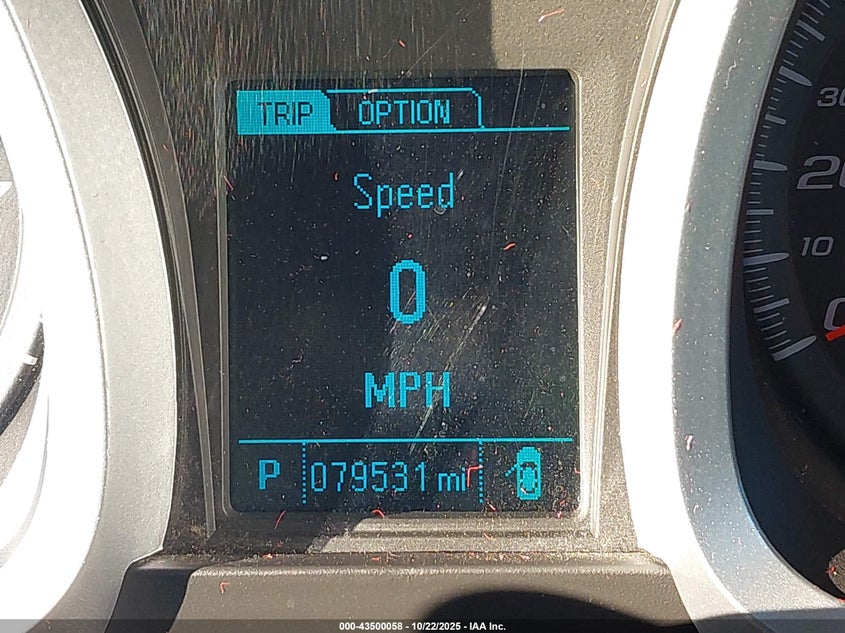 TRIP OPTION
Speed
0
MPH
P 079531 mi
30
20
10
0
000-43500058 - 10/22/2025 - IAA Inc.